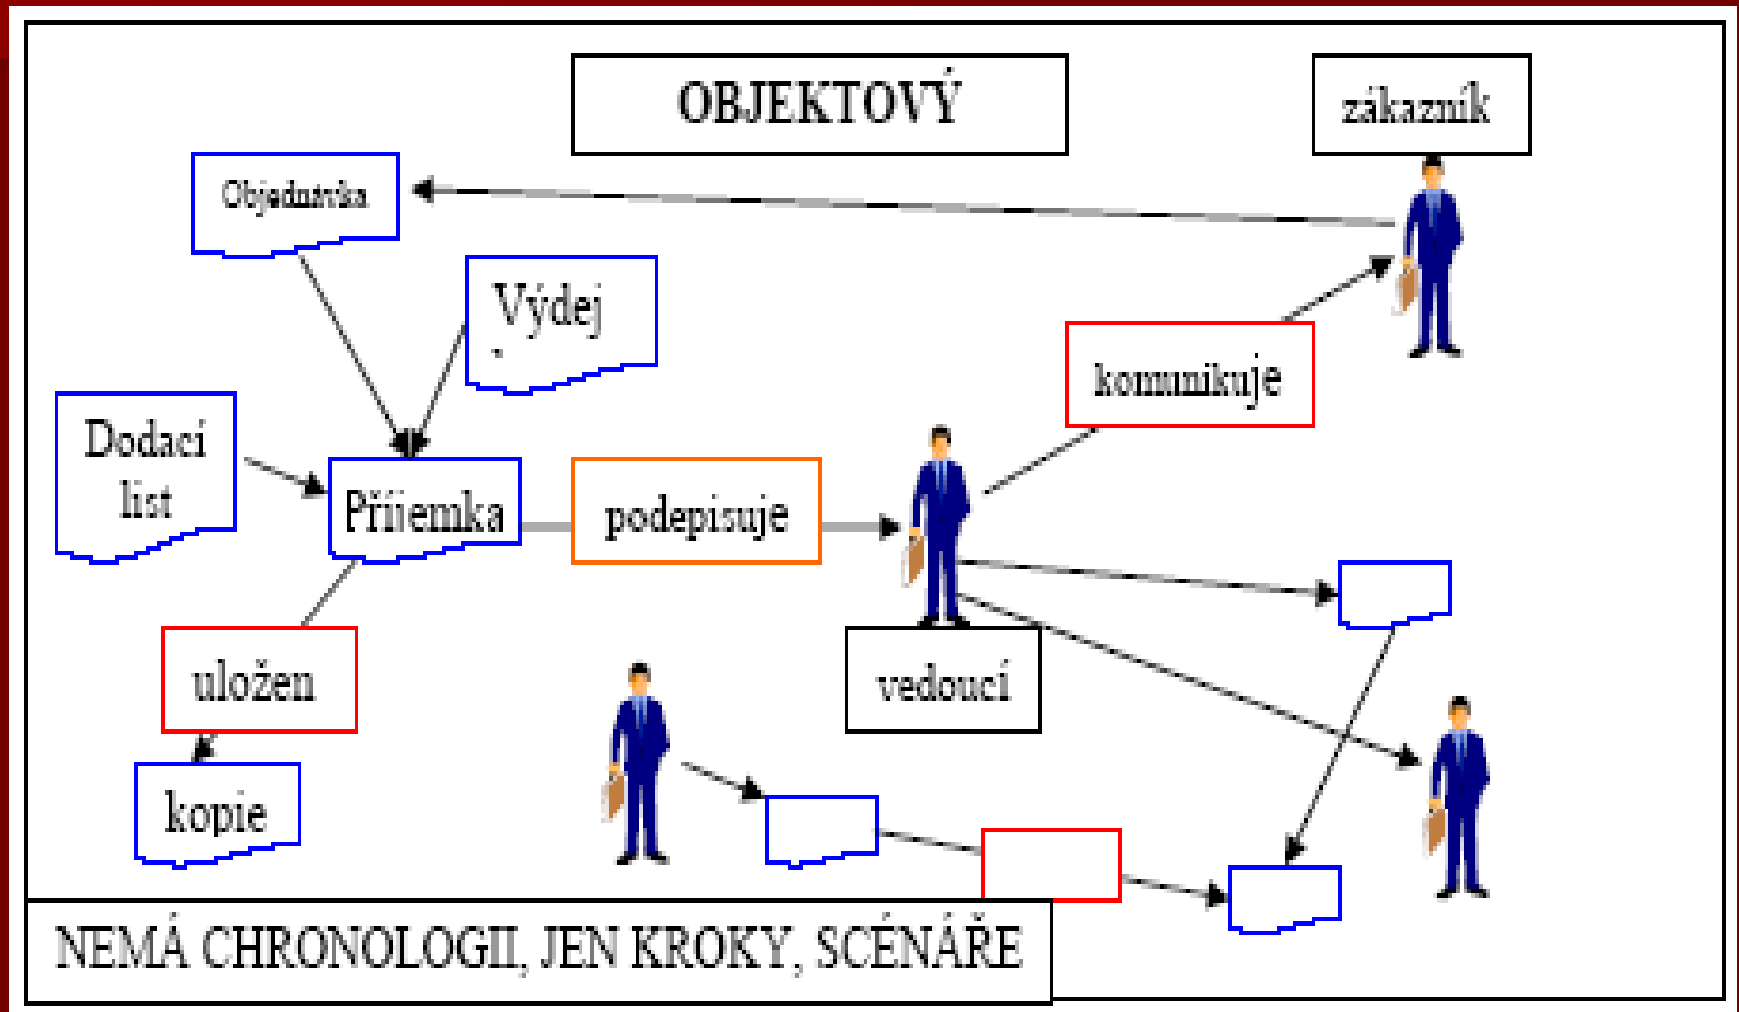 OBJEKTOVÝ
zákazník
Objednávka
Výdej
komunikuje
Dodací
list
Příjemka
podepisuje
uložen
vedoucí
kopie
NEMÁ CHRONOLOGII, JEN KROKY, SCÉNÁŘE